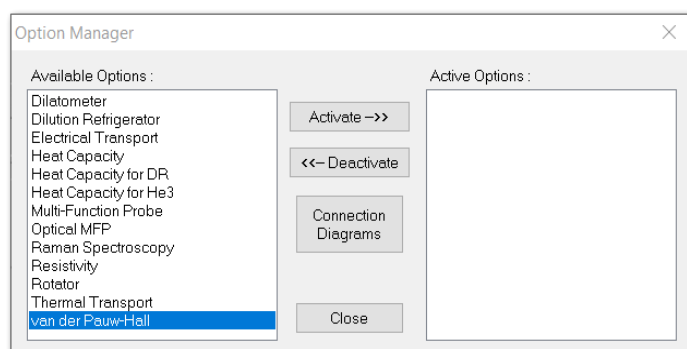 Option Manager
Available Options :
Dilatometer
Dilution Refrigerator
Electrical Transport
Heat Capacity
Heat Capacity for DR
Heat Capacity for He3
Multi-Function Probe
Optical MFP
Raman Spectroscopy
Resistivity
Rotator
Thermal Transport
van der Pauw-Hall
Activate –>>
<<– Deactivate
Connection
Diagrams
Close
Active Options :